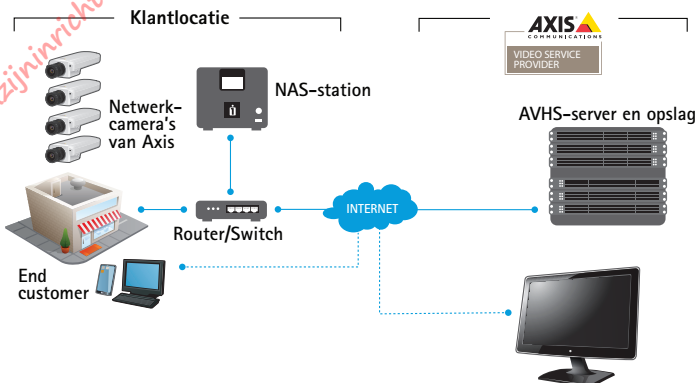 Klantlocatie
AXIS
COMMUNICATIONS
VIDEO SERVICE
PROVIDER
Netwerk-
camera's
van Axis
NAS-station
AVHS-server en opslag
INTERNET
Router/Switch
End
customer